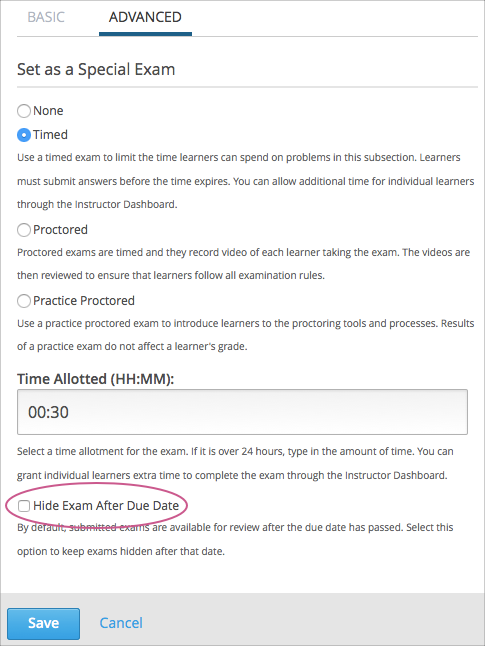 BASIC ADVANCED
Set as a Special Exam
None
Timed
Use a timed exam to limit the time learners can spend on problems in this subsection. Learners
must submit answers before the time expires. You can allow additional time for individual learners
through the Instructor Dashboard.
Proctored
Proctored exams are timed and they record video of each learner taking the exam. The videos are
then reviewed to ensure that learners follow all examination rules.
Practice Proctored
Use a practice proctored exam to introduce learners to the proctoring tools and processes. Results
of a practice exam do not affect a learner's grade.
Time Allotted (HH:MM):
00:30
Select a time allotment for the exam. If it is over 24 hours, type in the amount of time. You can
grant individual learners extra time to complete the exam through the Instructor Dashboard.
Hide Exam After Due Date
By default, submitted exams are available for review after the due date has passed. Select this
option to keep exams hidden after that date.
Save Cancel